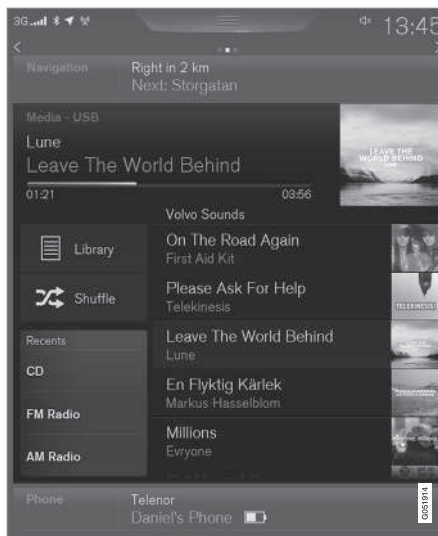 3G
13:45
Navigation
Right in 2 km
Next: Storgatan
Media - USB
Lune
Leave The World Behind
01:21
03:56
LEAVE THE
WORLD BEHIND
LUNE
Volvo Sounds
Library
Shuffle
On The Road Again
First Aid Kit
Please Ask For Help
Telekinesis
TELEKINESIS!
Leave The World Behind
Lune
En Flyktig Kärlek
Markus Hasselblom
Millions
Evryone
Recents
CD
FM Radio
AM Radio
Phone
Telenor
Daniel's Phone
G051914